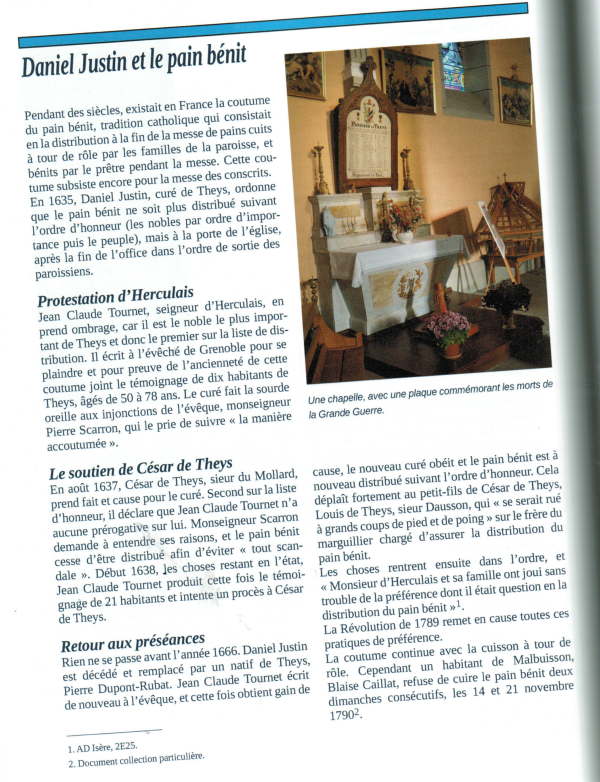 Daniel Justin et le pain bénit
Pendant des siècles, existait en France la coutume
du pain bénit, tradition catholique qui consistait
en la distribution à la fin de la messe de pains cuits
à tour de rôle par les familles de la paroisse, et
bénits par le prêtre pendant la messe. Cette cou-
tume subsiste encore pour la messe des conscrits.
En 1635, Daniel Justin, curé de Theys, ordonne
que le pain bénit ne soit plus distribué suivant
l'ordre d'honneur (les nobles par ordre d'impor-
tance puis le peuple), mais à la porte de l'église,
après la fin de l'office dans l'ordre de sortie des
paroissiens.
Protestation d'Herculais
Jean Claude Tournet, seigneur d'Herculais, en
prend ombrage, car il est le noble le plus impor-
tant de Theys et donc le premier sur la liste de dis-
tribution. Il écrit à l'évêché de Grenoble pour se
plaindre et pour preuve de l'ancienneté de cette
coutume joint le témoignage de dix habitants de
Theys, âgés de 50 à 78 ans. Le curé fait la sourde
oreille aux injonctions de l'évêque, monseigneur
Pierre Scarron, qui le prie de suivre « la manière
accoutumée ».
Le soutien de César de Theys
En août 1637, César de Theys, sieur du Mollard,
prend fait et cause pour le curé. Second sur la liste
d'honneur, il déclare que Jean Claude Tournet n'a
aucune prérogative sur lui. Monseigneur Scarron
demande à entendre ses raisons, et le pain bénit
cesse d'être distribué afin d'éviter « tout scan-
dale ». Début 1638, les choses restant en l'état,
Jean Claude Tournet produit cette fois le témoi-
gnage de 21 habitants et intente un procès à César
de Theys.
Retour aux préséances
Rien ne se passe avant l'année 1666. Daniel Justin
est décédé et remplacé par un natif de Theys,
Pierre Dupont-Rubat. Jean Claude Tournet écrit
de nouveau à l'évêque, et cette fois obtient gain de
1. AD Isère, 2E25.
2. Document collection particulière.
PAROISSE DE THEYS
Une chapelle, avec une plaque commémorant les morts de
la Grande Guerre.
cause, le nouveau curé obéit et le pain bénit est à
nouveau distribué suivant l'ordre d'honneur. Cela
déplaît fortement au petit-fils de César de Theys,
Louis de Theys, sieur Dausson, qui « se serait rué
à grands coups de pied et de poing » sur le frère du
marguillier chargé d'assurer la distribution du
pain bénit.
Les choses rentrent ensuite dans l'ordre, et
« Monsieur d'Herculais et sa famille ont joui sans
trouble de la préférence dont il était question en la
distribution du pain bénit »1.
La Révolution de 1789 remet en cause toutes ces
pratiques de préférence.
La coutume continue avec la cuisson à tour de
rôle. Cependant un habitant de Malbuisson,
Blaise Caillat, refuse de cuire le pain bénit deux
dimanches consécutifs, les 14 et 21 novembre
17902.